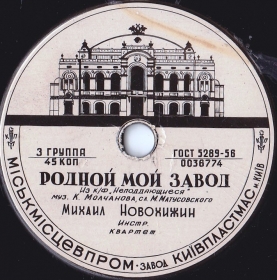 3 ГРУППА
45 КОП
ГОСТ 5289-56
0038774
РОДНОЙ МОЙ ЗАВОД
Из к/ф „Неподдающиеся"
муз. К. Молчанова, сл. М. Матусовского
Михаил Новохижин
Инстр.
квартет
МІСЬКМІСЦЕВПРОМ - ЗАВОД КИЇВПЛАСТМАС м. КИЇВ